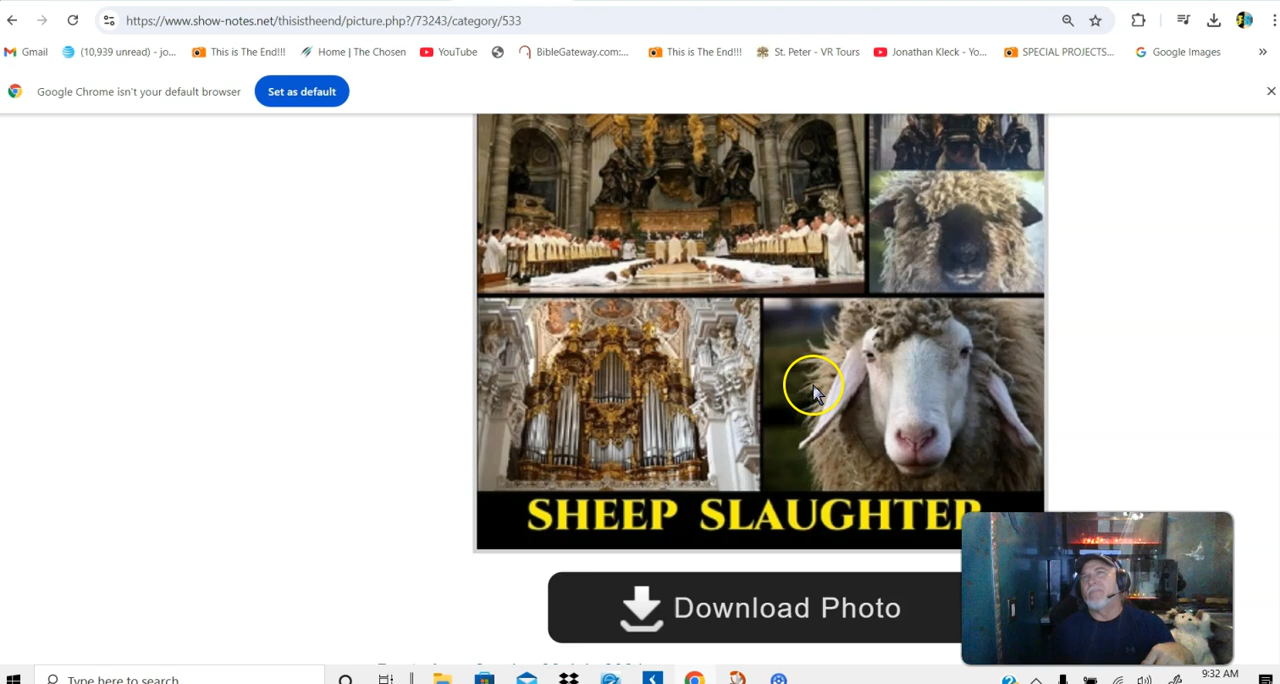 https://www.show-notes.net/thisistheend/picture.php?/73243/category/533
Gmail
(10,939 unread) - jo...
This is The End!!!
Home | The Chosen
YouTube
BibleGateway.com:...
This is The End!!!
St. Peter - VR Tours
Jonathan Kleck - Yo...
SPECIAL PROJECTS...
Google Images
Google Chrome isn't your default browser
Set as default
SHEEP SLAUGHTER
Download Photo
Type here to search
9:32 AM